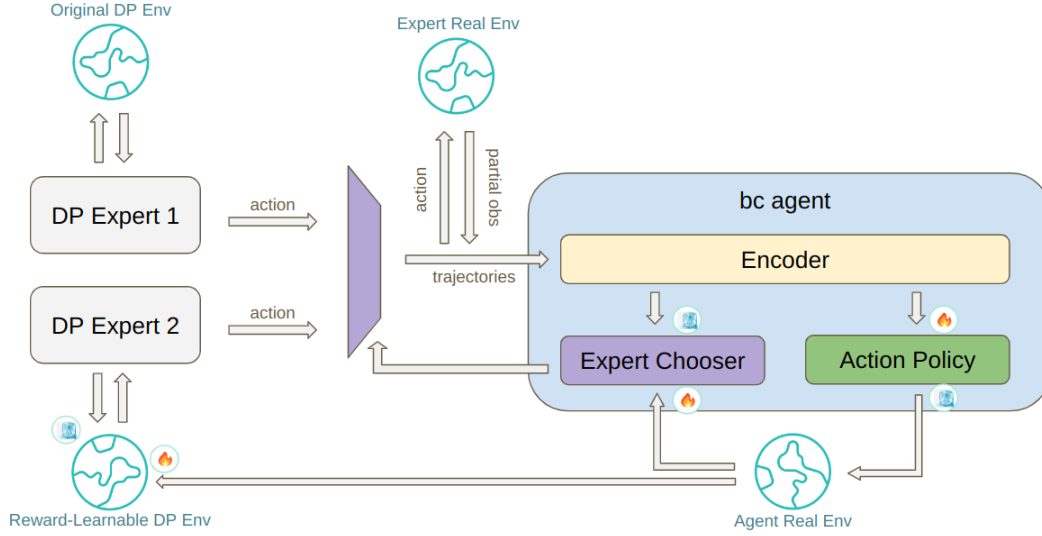 Original DP Env
Expert Real Env
DP Expert 1
action
action
partial obs
bc agent
Encoder
trajectories
DP Expert 2
action
Expert Chooser
Action Policy
Reward-Learnable DP Env
Agent Real Env